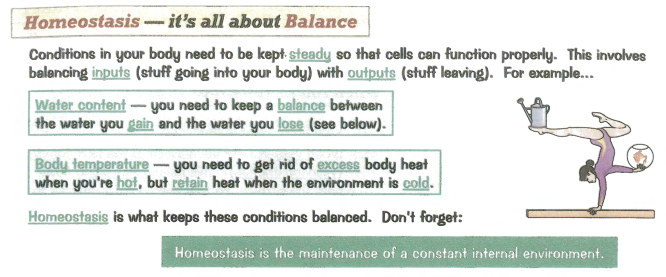 Homeostasis — it's all about Balance
Conditions in your body need to be kept steady so that cells can function properly.  This involves
balancing inputs (stuff going into your body) with outputs (stuff leaving).  For example...
Water content — you need to keep a balance between
the water you gain and the water you lose (see below).
Body temperature — you need to get rid of excess body heat
when you're hot, but retain heat when the environment is cold.
Homeostasis is what keeps these conditions balanced.  Don't forget:
Homeostasis is the maintenance of a constant internal environment.